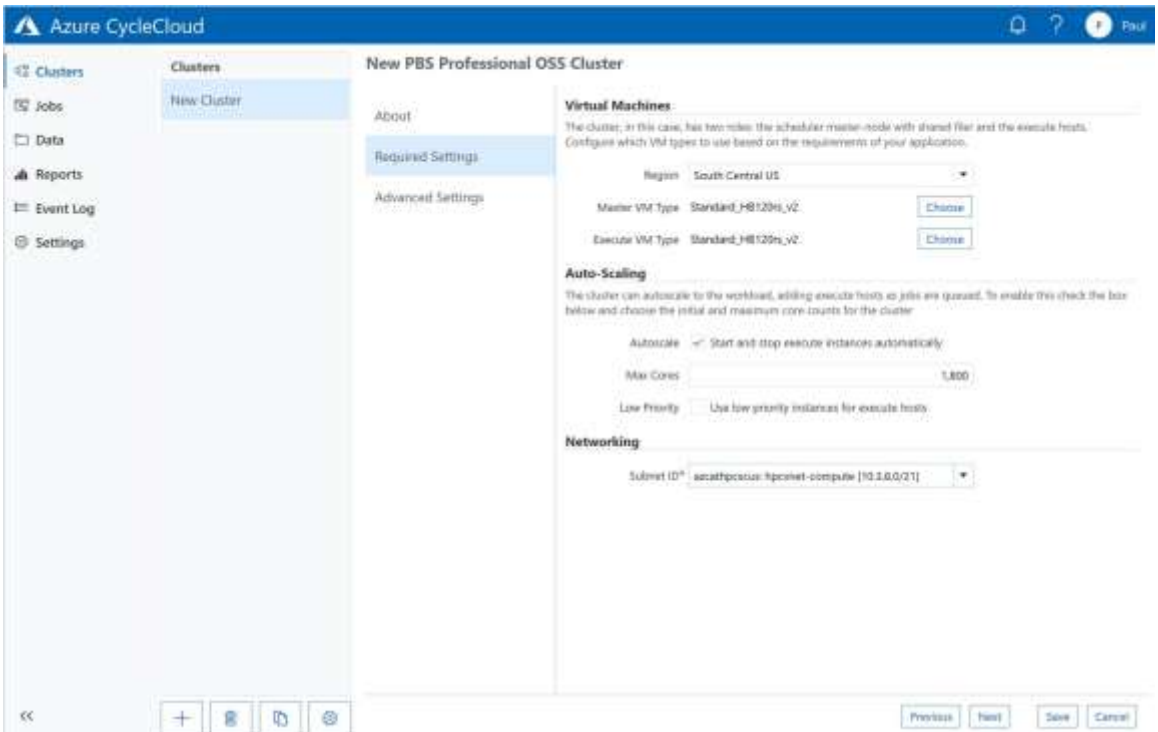 Azure CycleCloud
Paul
Clusters
Jobs
Data
Reports
Event Log
Settings
Clusters
New Cluster
New PBS Professional OSS Cluster
About
Required Settings
Advanced Settings
Virtual Machines
The cluster, in this case, has two roles: the scheduler master-node with shared filer and the execute hosts.
Configure which VM types to use based on the requirements of your application.
Region South Central US
Master VM Type Standard_HB120rs_v2 Choose
Execute VM Type Standard_HB120rs_v2 Choose
Auto-Scaling
The cluster can autoscale to the workload, adding execute hosts as jobs are queued. To enable this check the box
below and choose the initial and maximum core counts for the cluster
Autoscale Start and stop execute instances automatically
Max Cores 1,800
Low Priority Use low priority instances for execute hosts
Networking
Subnet ID*
Previous Next Save Cancel